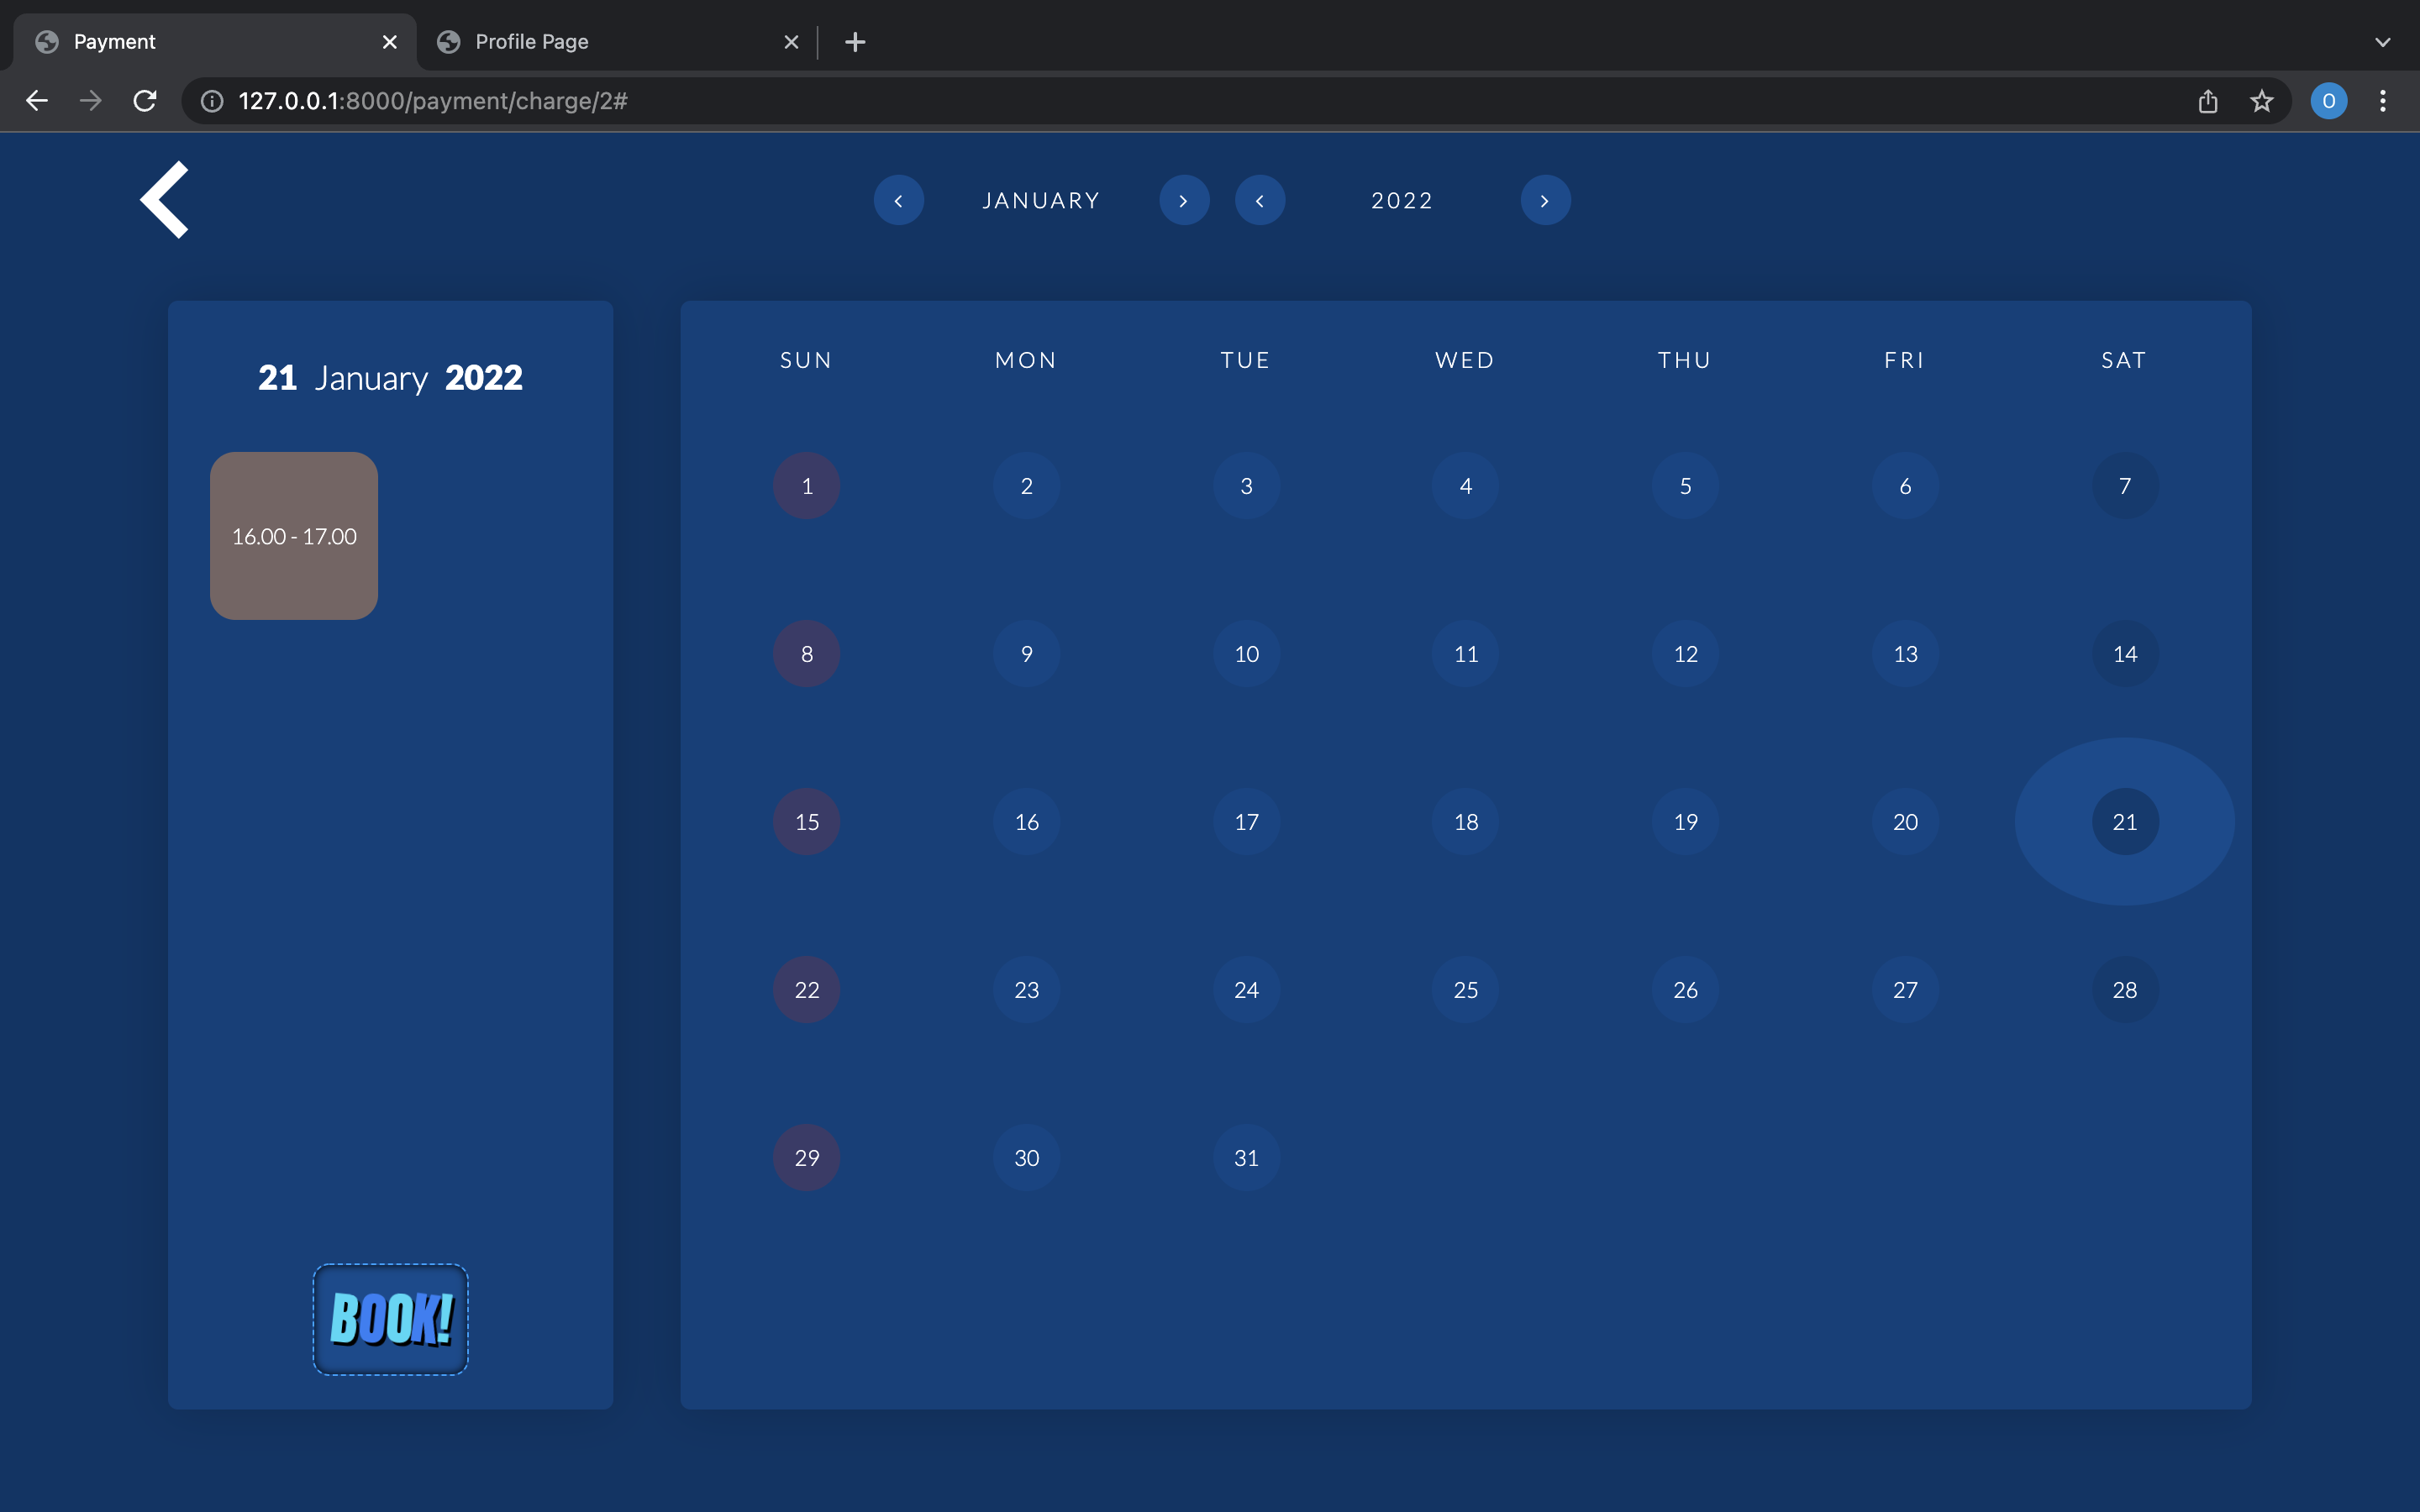 Payment
Profile Page
127.0.0.1:8000/payment/charge/2#
O
JANUARY
2022
21 January 2022
16.00 - 17.00
BOOK!
SUN MON TUE WED THU FRI SAT
1 2 3 4 5 6 7
8 9 10 11 12 13 14
15 16 17 18 19 20 21
22 23 24 25 26 27 28
29 30 31